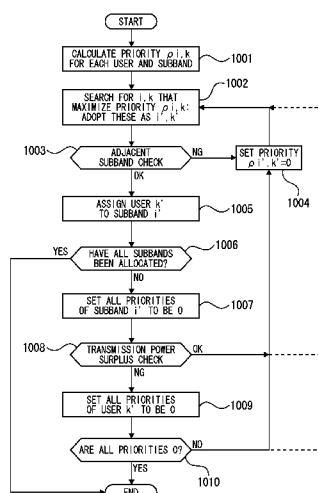 START
CALCULATE PRIORITY ρi,k
FOR EACH USER AND SUBBAND
1001
1002
SEARCH FOR i,k THAT
MAXIMIZE PRIORITY ρi,k:
ADOPT THESE AS i',k'
1003
ADJACENT
SUBBAND CHECK
NG
SET PRIORITY
ρi',k'=0
1004
OK
ASSIGN USER k'
TO SUBBAND i'
1005
1006
YES
HAVE ALL SUBBANDS
BEEN ALLOCATED?
NO
SET ALL PRIORITIES
OF SUBBAND i' TO BE 0
1007
1008
TRANSMISSION POWER
SURPLUS CHECK
OK
NG
SET ALL PRIORITIES
OF USER k' TO BE 0
1009
ARE ALL PRIORITIES 0?
NO
YES
1010
END